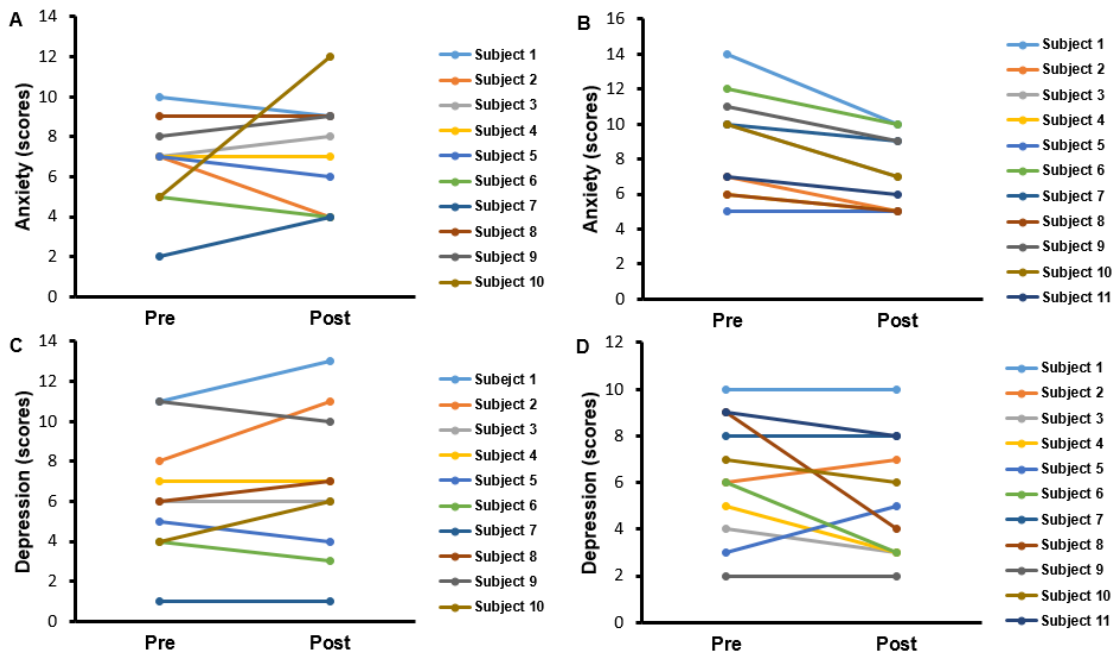 A
Anxiety (scores)
14
12
10
8
6
4
2
0
Pre
Post
Subject 1
Subject 2
Subject 3
Subject 4
Subject 5
Subject 6
Subject 7
Subject 8
Subject 9
Subject 10
B
Anxiety (scores)
16
14
12
10
8
6
4
2
0
Pre
Post
Subject 1
Subject 2
Subject 3
Subject 4
Subject 5
Subject 6
Subject 7
Subject 8
Subject 9
Subject 10
Subject 11
C
Depression (scores)
14
12
10
8
6
4
2
0
Pre
Post
Subejct 1
Subject 2
Subject 3
Subject 4
Subject 5
Subject 6
Subject 7
Subject 8
Subject 9
Subject 10
D
Depression (scores)
12
10
8
6
4
2
0
Pre
Post
Subject 1
Subject 2
Subject 3
Subject 4
Subject 5
Subject 6
Subject 7
Subject 8
Subject 9
Subject 10
Subject 11